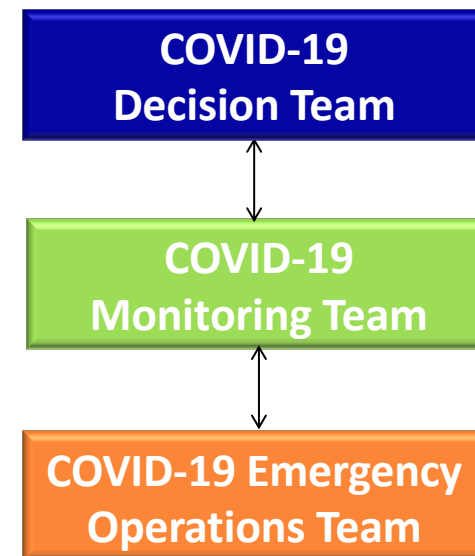 COVID-19
Decision Team
COVID-19
Monitoring Team
COVID-19 Emergency
Operations Team